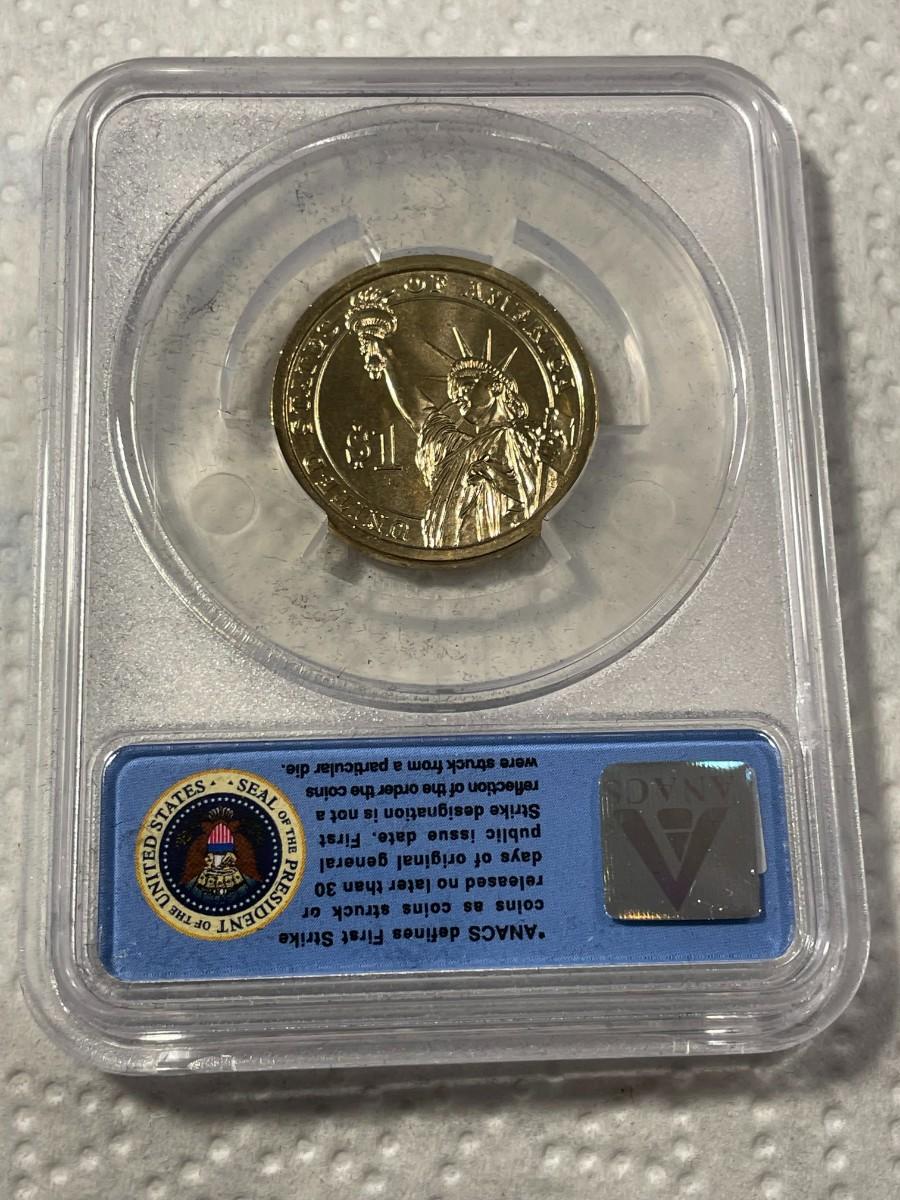 UNITED STATES OF AMERICA
$1
*ANACS defines First Strike
coins as coins struck or
released no later than 30
days of original general
public issue date. First
Strike designation is not a
reflection of the order the coins
were struck from a particular die.
SEAL OF THE PRESIDENT OF THE UNITED STATES
ANACS